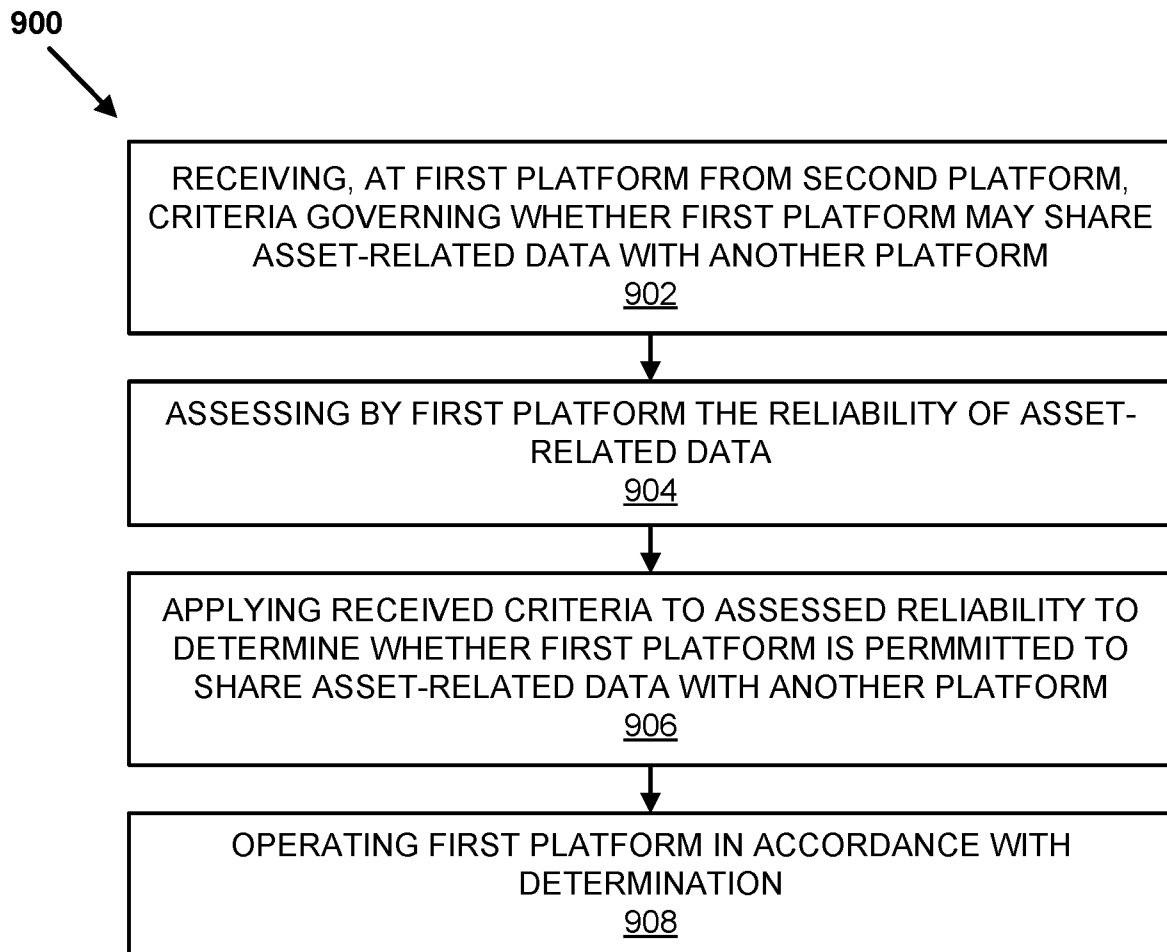 900
RECEIVING, AT FIRST PLATFORM FROM SECOND PLATFORM,
CRITERIA GOVERNING WHETHER FIRST PLATFORM MAY SHARE
ASSET-RELATED DATA WITH ANOTHER PLATFORM
902
ASSESSING BY FIRST PLATFORM THE RELIABILITY OF ASSET-
RELATED DATA
904
APPLYING RECEIVED CRITERIA TO ASSESSED RELIABILITY TO
DETERMINE WHETHER FIRST PLATFORM IS PERMMITTED TO
SHARE ASSET-RELATED DATA WITH ANOTHER PLATFORM
906
OPERATING FIRST PLATFORM IN ACCORDANCE WITH
DETERMINATION
908